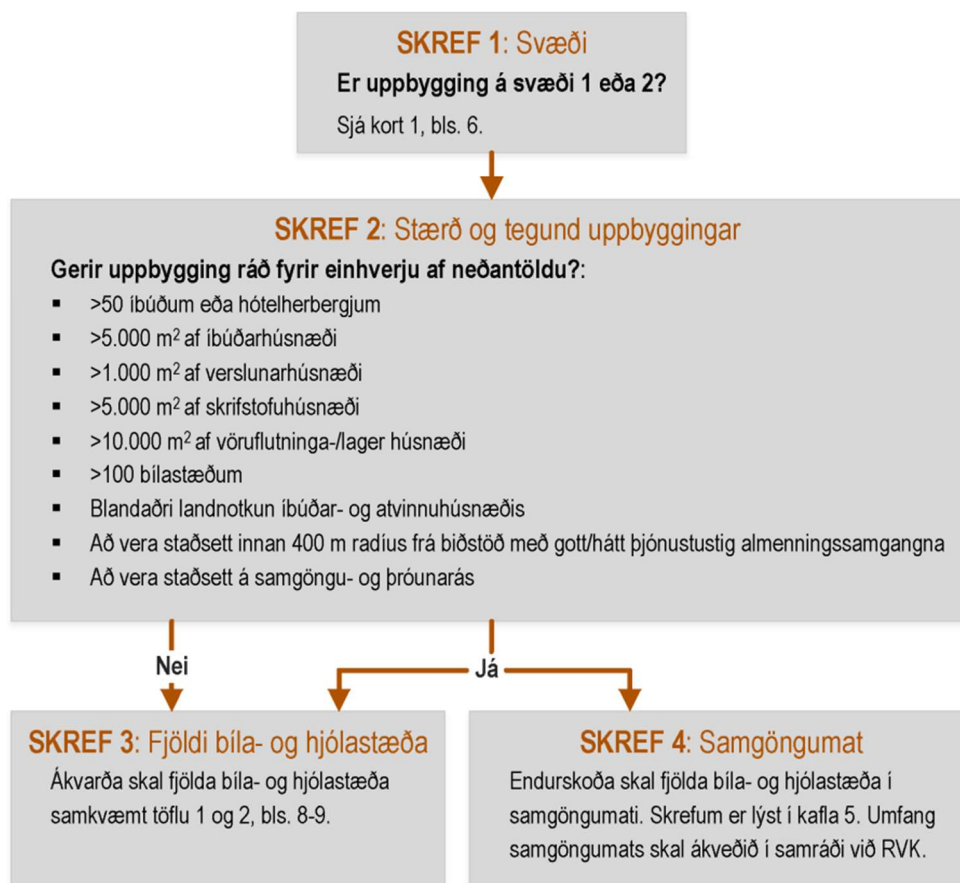 SKREF 1: Svæði
Er uppbygging á svæði 1 eða 2?
Sjá kort 1, bls. 6.
SKREF 2: Stærð og tegund uppbyggingar
Gerir uppbygging ráð fyrir einhverju af neðantöldu?:
▪ >50 íbúðum eða hótelherbergjum
▪ >5.000 m² af íbúðarhúsnæði
▪ >1.000 m² af verslunarhúsnæði
▪ >5.000 m² af skrifstofuhúsnæði
▪ >10.000 m² af vöruflutninga-/lager húsnæði
▪ >100 bílastæðum
▪ Blandaðri landnotkun íbúðar- og atvinnuhúsnæðis
▪ Að vera staðsett innan 400 m radíus frá biðstöð með gott/hátt þjónustustig almenningssamgangna
▪ Að vera staðsett á samgöngu- og þróunarás
Nei
Já
SKREF 3: Fjöldi bíla- og hjólastæða
Ákvarða skal fjölda bíla- og hjólastæða
samkvæmt töflu 1 og 2, bls. 8-9.
SKREF 4: Samgöngumat
Endurskoða skal fjölda bíla- og hjólastæða í
samgöngumati. Skrefum er lýst í kafla 5. Umfang
samgöngumats skal ákveðið í samráði við RVK.